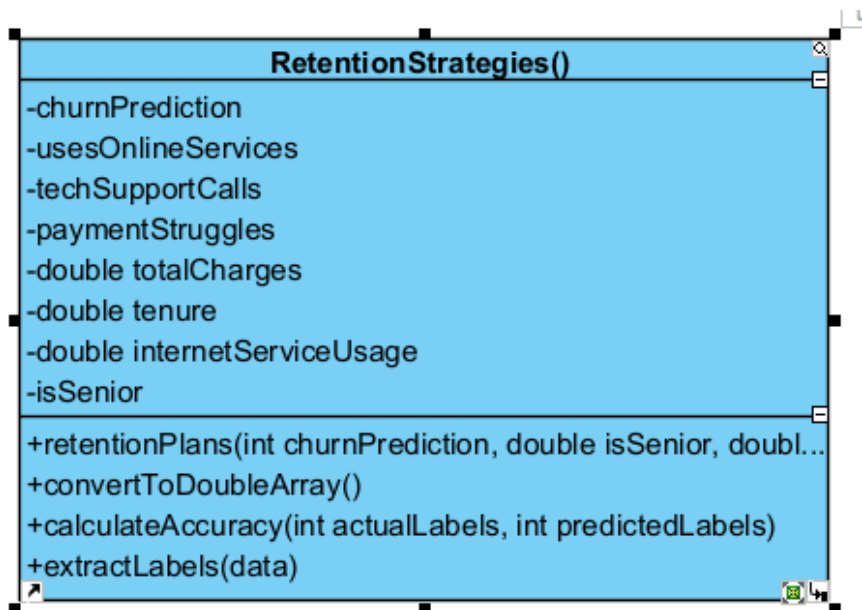 RetentionStrategies()
-churnPrediction
-usesOnlineServices
-techSupportCalls
-paymentStruggles
-double totalCharges
-double tenure
-double internetServiceUsage
-isSenior
+retentionPlans(int churnPrediction, double isSenior, doubl...
+convertToDoubleArray()
+calculateAccuracy(int actualLabels, int predictedLabels)
+extractLabels(data)